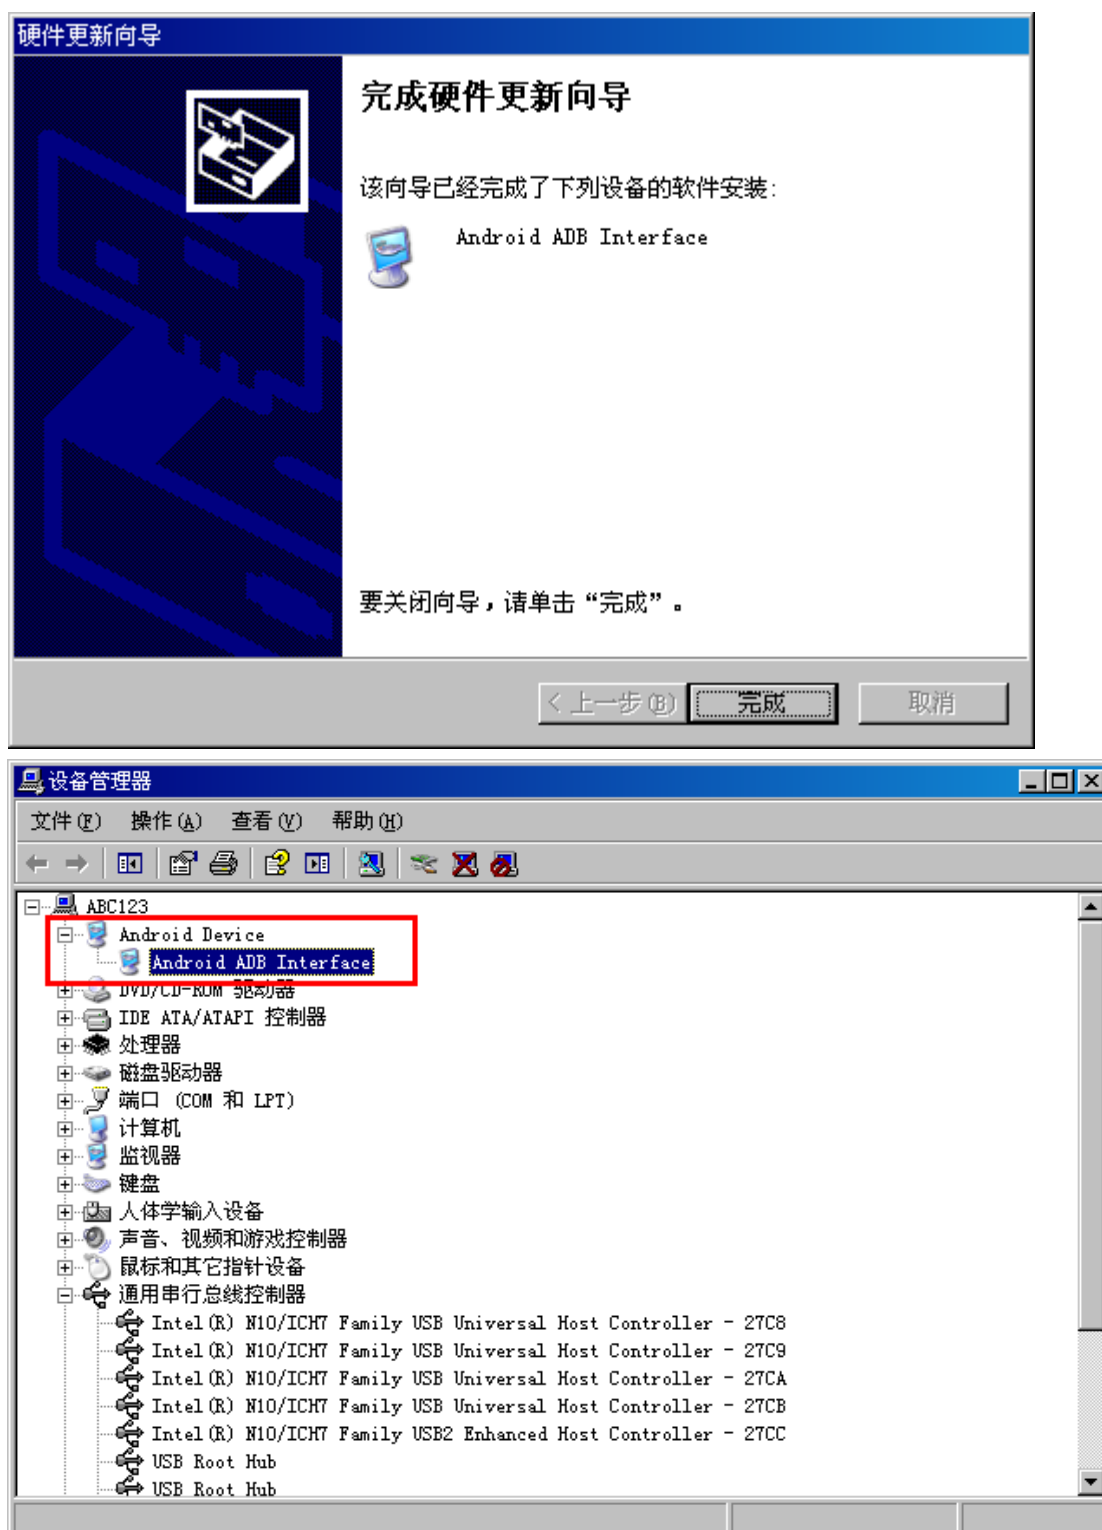 硬件更新向导
完成硬件更新向导
该向导已经完成了下列设备的软件安装:
Android ADB Interface
要关闭向导，请单击“完成”。
< 上一步(B)
完成
取消
设备管理器
文件(F) 操作(A) 查看(V) 帮助(H)
ABC123
Android Device
Android ADB Interface
DVD/CD-ROM 驱动器
IDE ATA/ATAPI 控制器
处理器
磁盘驱动器
端口 (COM 和 LPT)
计算机
监视器
键盘
人体学输入设备
声音、视频和游戏控制器
鼠标和其它指针设备
通用串行总线控制器
Intel(R) N10/ICH7 Family USB Universal Host Controller - 27C8
Intel(R) N10/ICH7 Family USB Universal Host Controller - 27C9
Intel(R) N10/ICH7 Family USB Universal Host Controller - 27CA
Intel(R) N10/ICH7 Family USB Universal Host Controller - 27CB
Intel(R) N10/ICH7 Family USB2 Enhanced Host Controller - 27CC
USB Root Hub
USB Root Hub